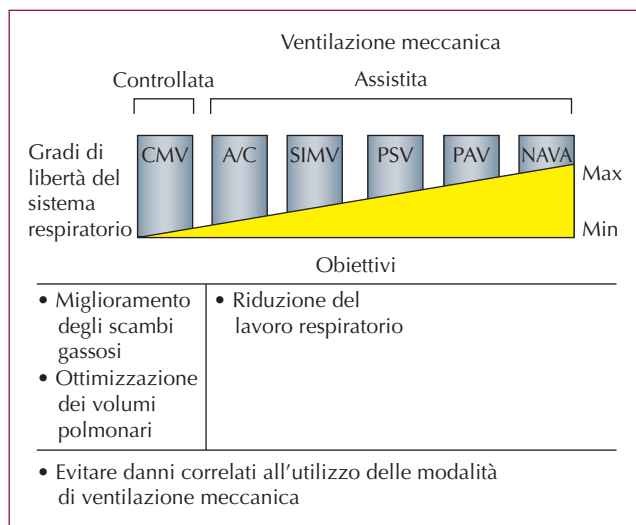 Ventilazione meccanica
Controllata
Assistita
Gradi di
libertà del
sistema
respiratorio
CMV
A/C
SIMV
PSV
PAV
NAVA
Max
Min
Obiettivi
• Miglioramento
degli scambi
gassosi
• Ottimizzazione
dei volumi
polmonari
• Riduzione del
lavoro respiratorio
• Evitare danni correlati all'utilizzo delle modalità
di ventilazione meccanica